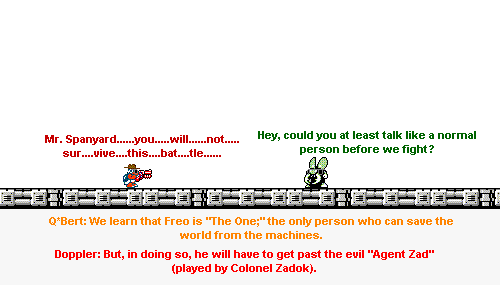 Mr. Spanyard......you.....will......not.....
sur....vive....this....bat....tle......
Hey, could you at least talk like a normal
person before we fight?
Q*Bert: We learn that Freo is "The One;" the only person who can save the
world from the machines.
Doppler: But, in doing so, he will have to get past the evil "Agent Zad"
(played by Colonel Zadok).